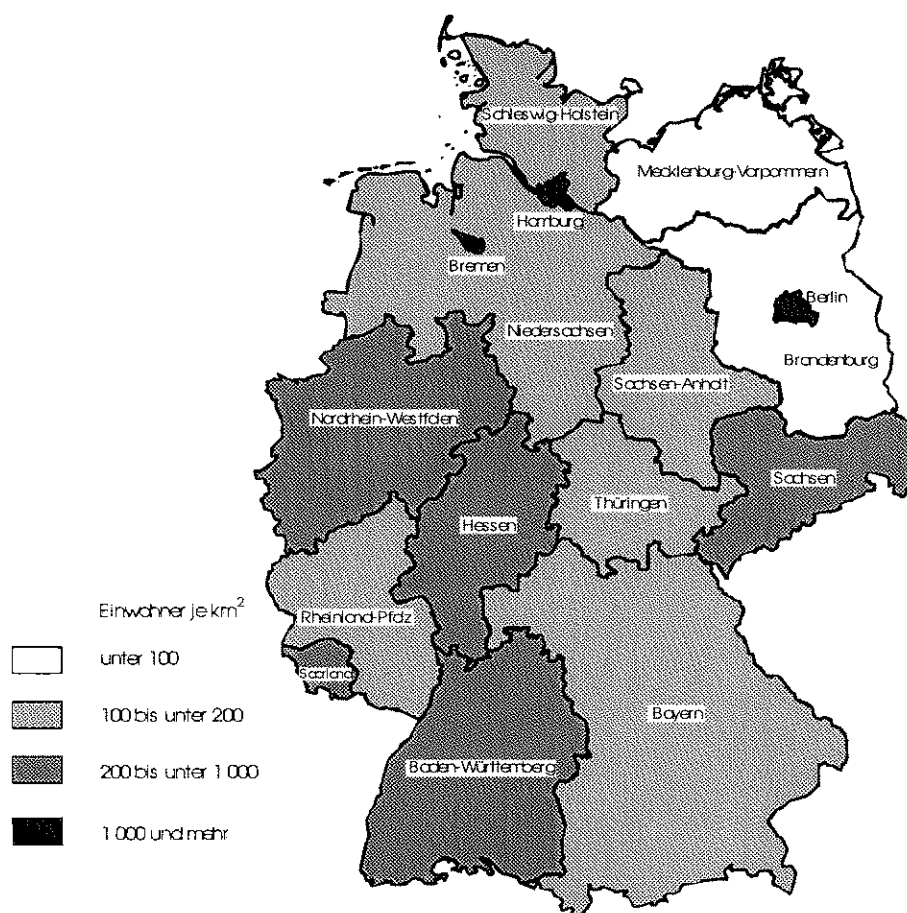 Schleswig-Holstein
Mecklenburg-Vorpommern
Hamburg
Bremen
Berlin
Niedersachsen
Brandenburg
Sachsen-Anhalt
Nordrhein-Westfalen
Sachsen
Thüringen
Hessen
Einwohner je km²
Rheinland-Pfalz
unter 100
Saarland
100 bis unter 200
Bayern
200 bis unter 1 000
Baden-Württemberg
1 000 und mehr